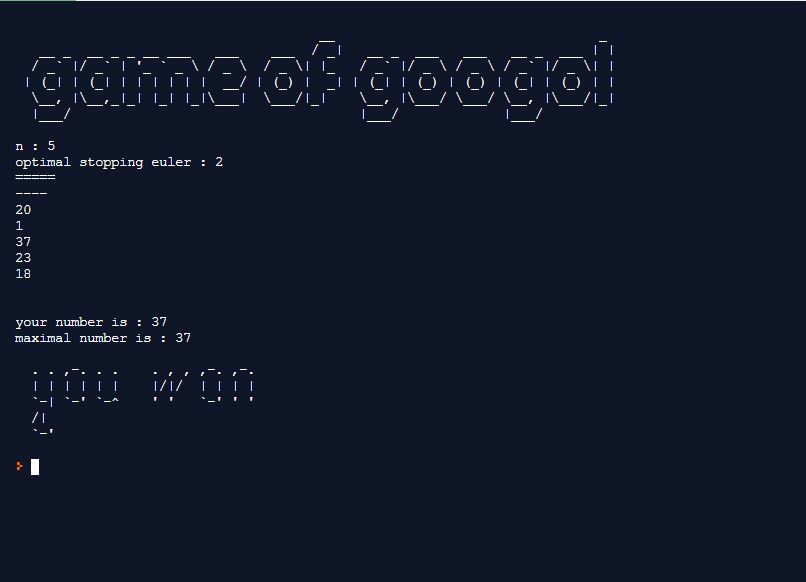 game of googol
n : 5
optimal stopping euler : 2
=====
----
20
1
37
23
18
your number is : 37
maximal number is : 37
you won
>